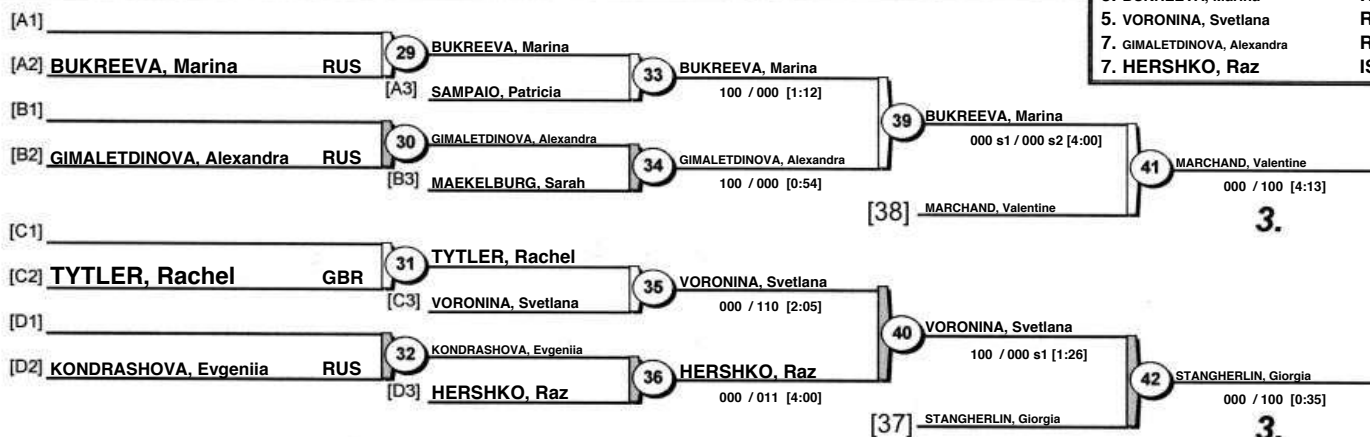 5. VORONINA, Svetlana R
7. GIMALETDINOVA, Alexandra R
7. HERSHKO, Raz IS
[A1]
[A2] BUKREEVA, Marina RUS
29
BUKREEVA, Marina
[A3] SAMPAIO, Patricia
33
BUKREEVA, Marina
100 / 000 [1:12]
[B1]
[B2] GIMALETDINOVA, Alexandra RUS
30
GIMALETDINOVA, Alexandra
[B3] MAEKELBURG, Sarah
34
GIMALETDINOVA, Alexandra
100 / 000 [0:54]
39
BUKREEVA, Marina
000 s1 / 000 s2 [4:00]
[38] MARCHAND, Valentine
41
MARCHAND, Valentine
000 / 100 [4:13]
3.
[C1]
[C2] TYTLER, Rachel GBR
31
TYTLER, Rachel
[C3] VORONINA, Svetlana
35
VORONINA, Svetlana
000 / 110 [2:05]
[D1]
[D2] KONDRASHOVA, Evgeniia RUS
32
KONDRASHOVA, Evgeniia
[D3] HERSHKO, Raz
36
HERSHKO, Raz
000 / 011 [4:00]
40
VORONINA, Svetlana
100 / 000 s1 [1:26]
[37] STANGHERLIN, Giorgia
42
STANGHERLIN, Giorgia
000 / 100 [0:35]
3.